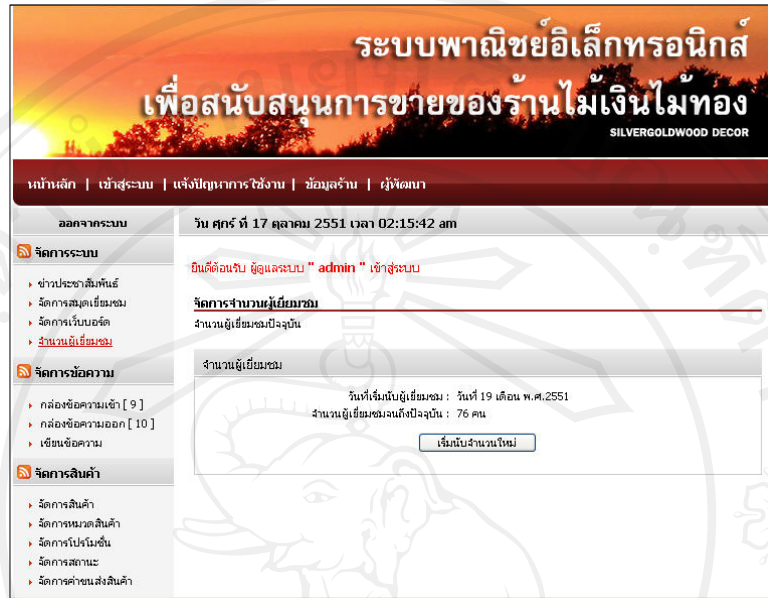 ระบบพาณิชย์อิเล็กทรอนิกส์
เพื่อสนับสนุนการขายของร้านไม้เงินไม้ทอง
SILVERGOLDWOOD DECOR
หน้าหลัก | เข้าสู่ระบบ | แจ้งปัญหาการใช้งาน | ข้อมูลร้าน | ผู้พัฒนา
ออกจากระบบ
วัน ศุกร์ ที่ 17 ตุลาคม 2551 เวลา 02:15:42 am
จัดการระบบ
ข่าวประชาสัมพันธ์
จัดการสมุดเยี่ยมชม
จัดการเว็บบอร์ด
จำนวนผู้เยี่ยมชม
จัดการข้อความ
กล่องข้อความเข้า [ 9 ]
กล่องข้อความออก [ 10 ]
เขียนข้อความ
จัดการสินค้า
จัดการสินค้า
จัดการหมวดสินค้า
จัดการโปรโมชั่น
จัดการสถานะ
จัดการค่าขนส่งสินค้า
ยินดีต้อนรับ ผู้ดูแลระบบ " admin " เข้าสู่ระบบ
จัดการจำนวนผู้เยี่ยมชม
จำนวนผู้เยี่ยมชมปัจจุบัน
จำนวนผู้เยี่ยมชม
วันที่เริ่มนับผู้เยี่ยมชม : วันที่ 19 เดือน พ.ศ.2551
จำนวนผู้เยี่ยมชมจนถึงปัจจุบัน : 76 คน
เริ่มนับจำนวนใหม่